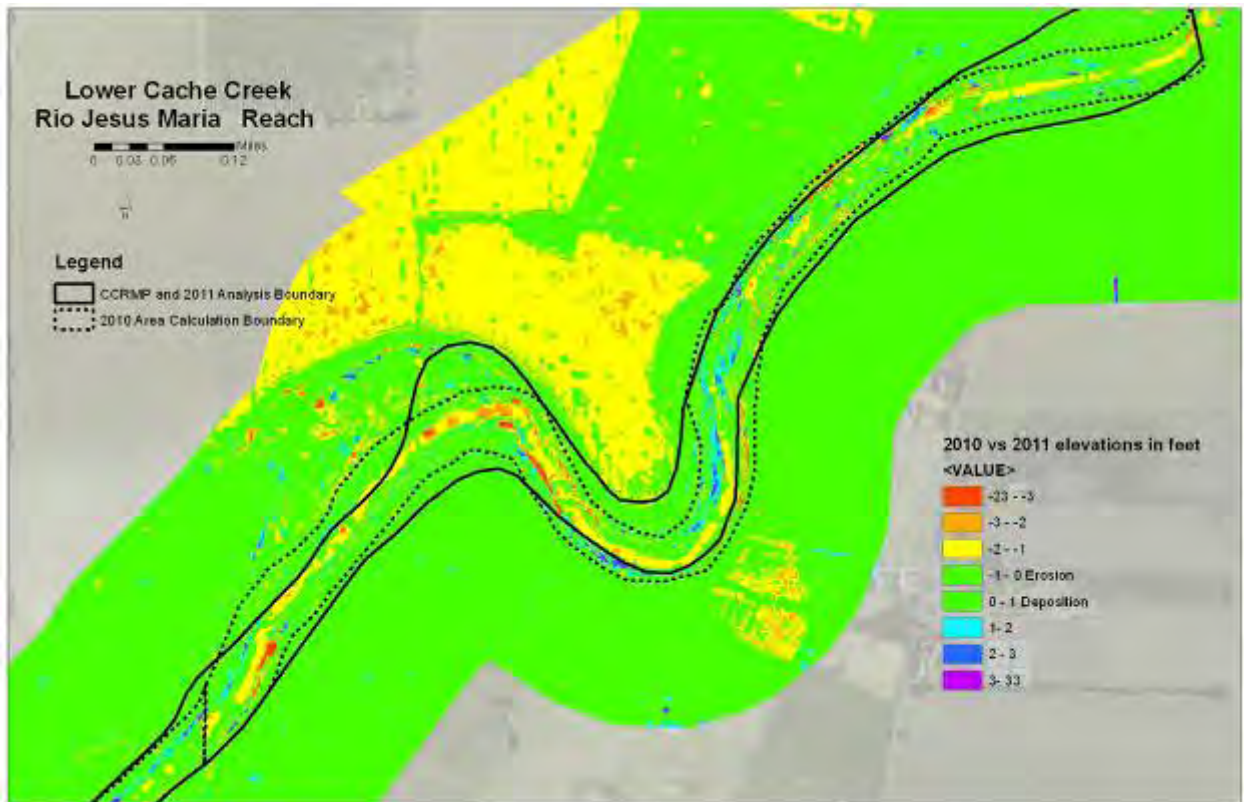 Lower Cache Creek
Rio Jesus Maria Reach
Miles
0 0.03 0.06 0.12
Legend
CCRMP and 2011 Analysis Boundary
2010 Area Calculation Boundary
2010 vs 2011 elevations in feet
<VALUE>
-23 - -3
-3 - -2
-2 - -1
-1 - 0 Erosion
0 - 1 Deposition
1 - 2
2 - 3
3 - 33